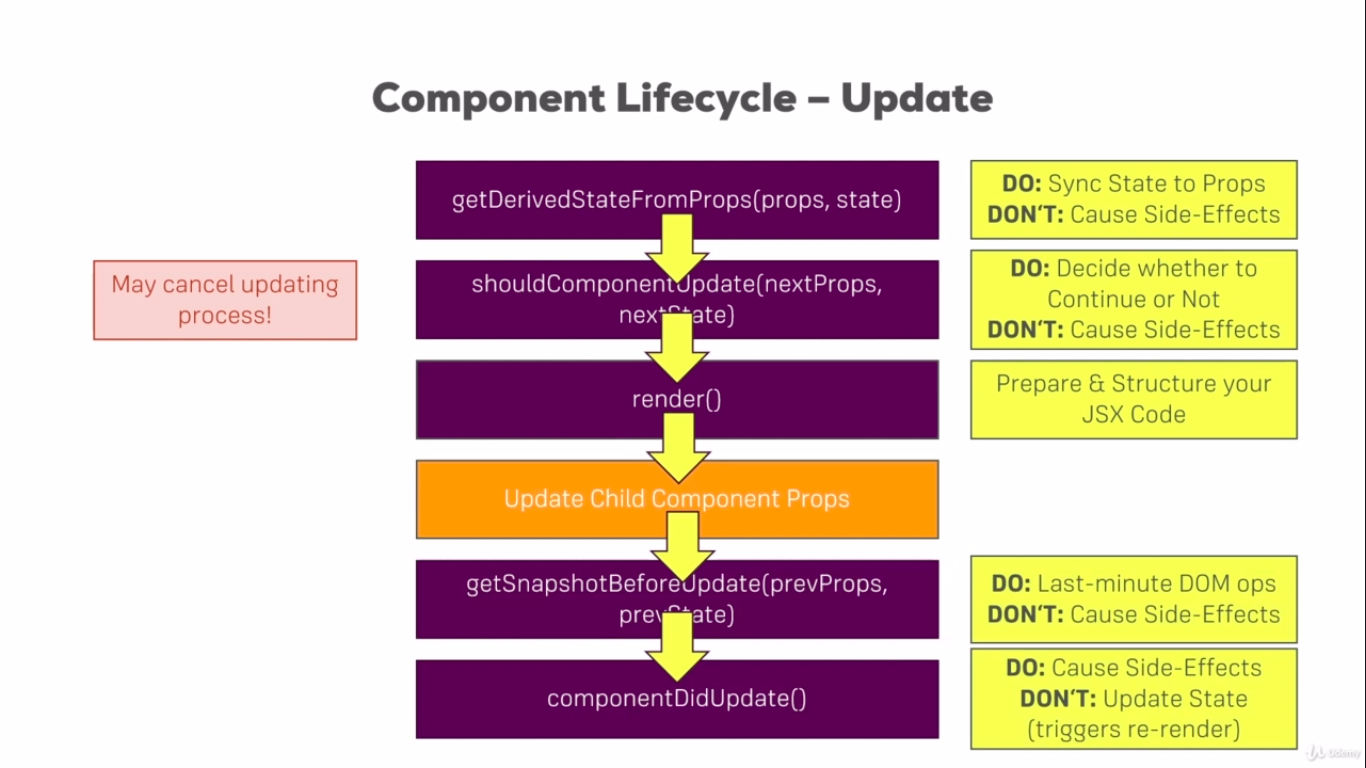 Component Lifecycle – Update
getDerivedStateFromProps(props, state)
DO: Sync State to Props
DON‘T: Cause Side-Effects
May cancel updating
process!
shouldComponentUpdate(nextProps,
nextState)
DO: Decide whether to
Continue or Not
DON‘T: Cause Side-Effects
render()
Prepare & Structure your
JSX Code
Update Child Component Props
getSnapshotBeforeUpdate(prevProps,
prevState)
DO: Last-minute DOM ops
DON‘T: Cause Side-Effects
componentDidUpdate()
DO: Cause Side-Effects
DON‘T: Update State
(triggers re-render)
Udemy